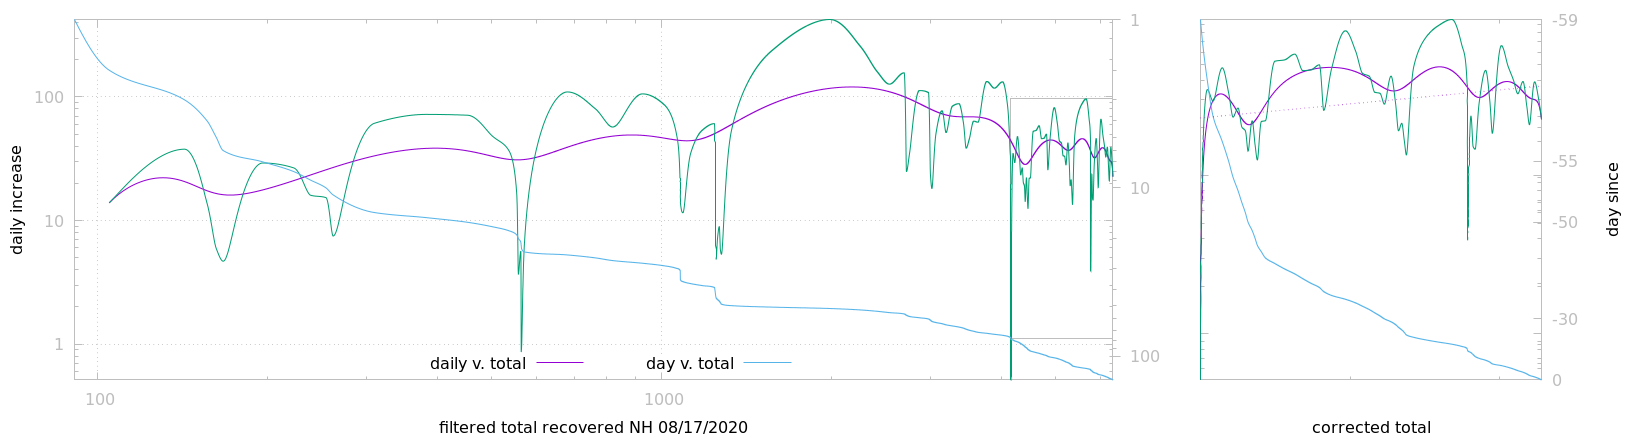 daily increase
100
10
1
100
1000
filtered total recovered NH 08/17/2020
daily v. total
day v. total
1
10
100
corrected total
-59
-55
-50
-30
0
day since